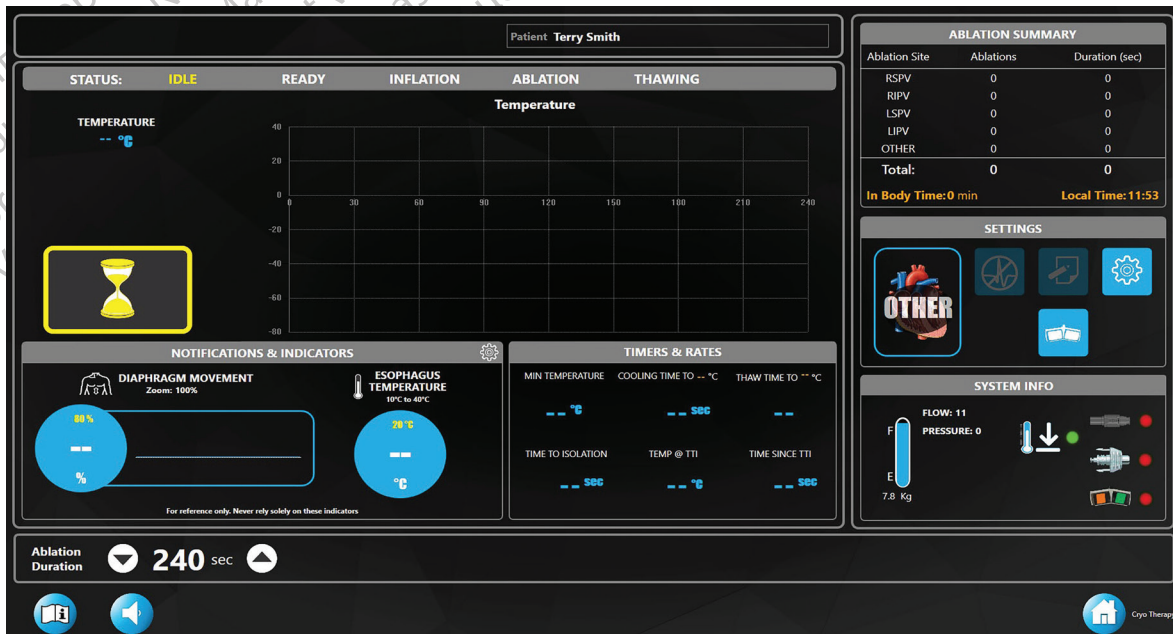 Patient Terry Smith
STATUS: IDLE READY INFLATION ABLATION THAWING
TEMPERATURE
-- °C
Temperature
40
20
0
-20
-40
-60
-80
0 30 60 90 120 150 180 210 240
NOTIFICATIONS & INDICATORS
DIAPHRAGM MOVEMENT
Zoom: 100%
60 %
--
%
ESOPHAGUS
TEMPERATURE
10°C to 40°C
20 °C
--
°C
For reference only. Never rely solely on these indicators
TIMERS & RATES
MIN TEMPERATURE COOLING TIME TO -- °C THAW TIME TO -- °C
-- °C -- sec --
TIME TO ISOLATION TEMP @ TTI TIME SINCE TTI
-- sec -- °C -- sec
ABLATION SUMMARY
Ablation Site Ablations Duration (sec)
RSPV 0 0
RIPV 0 0
LSPV 0 0
LIPV 0 0
OTHER 0 0
Total: 0 0
In Body Time:0 min Local Time:11:53
SETTINGS
OTHER
SYSTEM INFO
F
E
7.8 Kg
FLOW: 11
PRESSURE: 0
Ablation
Duration
240 sec
Cryo Therapy